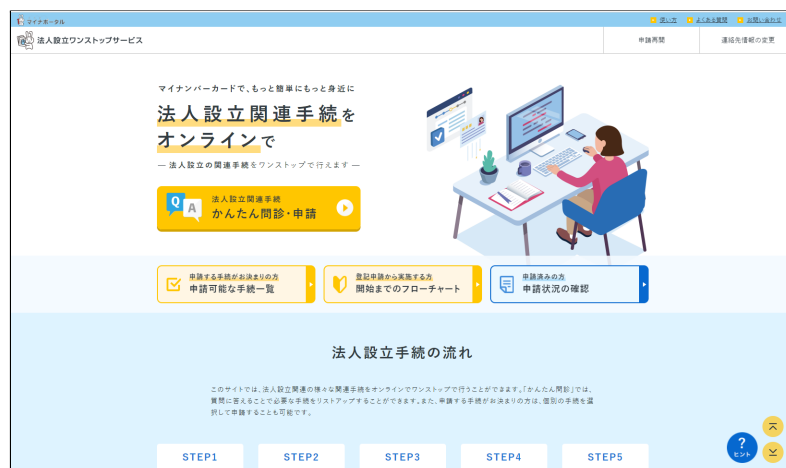 マイナポータル
使い方
よくある質問
お問い合わせ
法人設立ワンストップサービス
申請再開
連絡先情報の変更
マイナンバーカードで、もっと簡単にもっと身近に
法人設立関連手続を
オンラインで
― 法人設立の関連手続をワンストップで行えます ―
Q A
法人設立関連手続
かんたん問診・申請
申請する手続がお決まりの方
申請可能な手続一覧
登記申請から実施する方
開始までのフローチャート
申請済みの方
申請状況の確認
法人設立手続の流れ
このサイトでは、法人設立関連の様々な関連手続をオンラインでワンストップで行うことができます。「かんたん問診」では、
質問に答えることで必要な手続をリストアップすることができます。また、申請する手続がお決まりの方は、個別の手続を選
択して申請することも可能です。
STEP1
STEP2
STEP3
STEP4
STEP5
?
ヒント